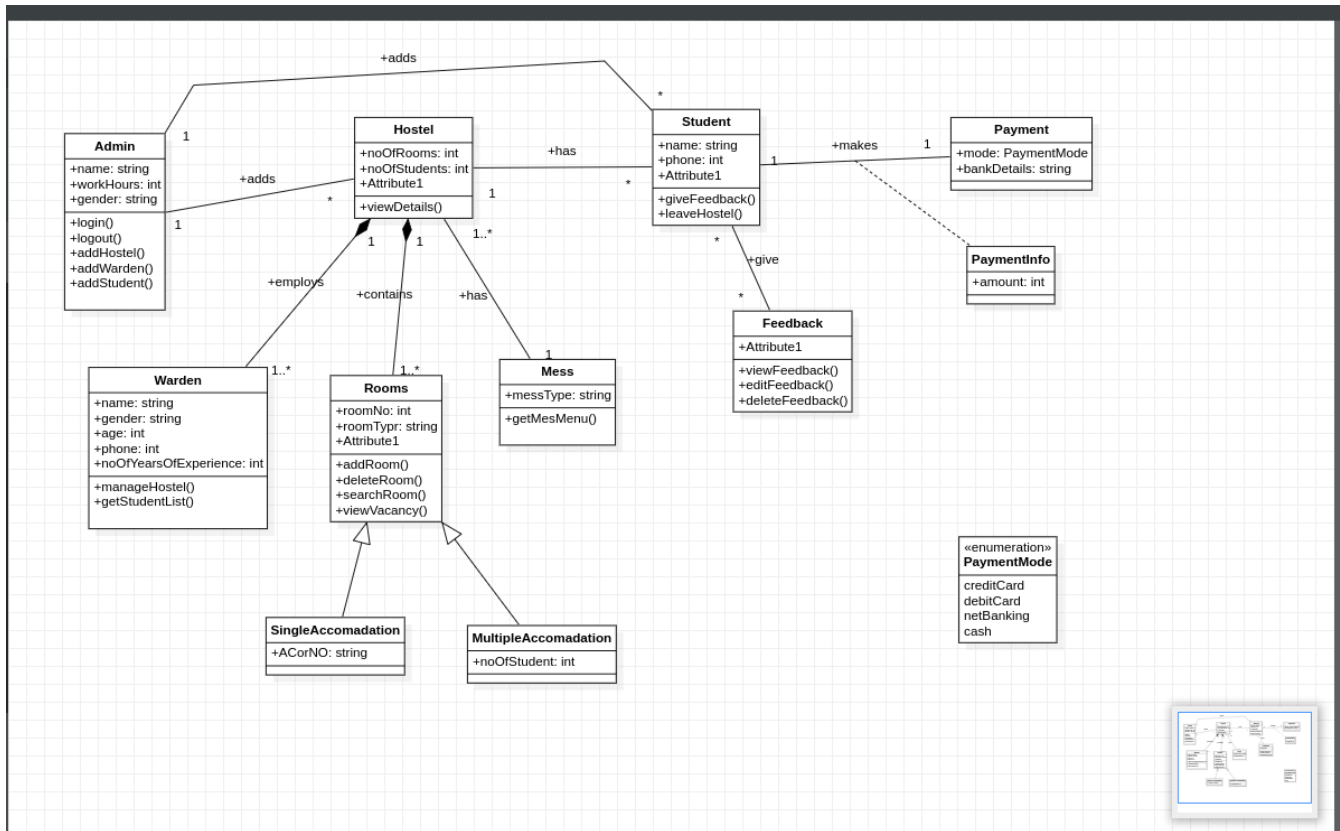 +adds
*
1
Admin
+name: string
+workHours: int
+gender: string
+login()
+logout()
+addHostel()
+addWarden()
+addStudent()
+adds
1
*
Hostel
+noOfRooms: int
+noOfStudents: int
+Attribute1
+viewDetails()
+has
1
*
Student
+name: string
+phone: int
+Attribute1
+giveFeedback()
+leaveHostel()
1
+makes
1
Payment
+mode: PaymentMode
+bankDetails: string
PaymentInfo
+amount: int
1
1
1..*
+employs
+contains
+has
1..*
1..*
1
*
+give
*
Feedback
+Attribute1
+viewFeedback()
+editFeedback()
+deleteFeedback()
Warden
+name: string
+gender: string
+age: int
+phone: int
+noOfYearsOfExperience: int
+manageHostel()
+getStudentList()
Rooms
+roomNo: int
+roomTypr: string
+Attribute1
+addRoom()
+deleteRoom()
+searchRoom()
+viewVacancy()
Mess
+messType: string
+getMesMenu()
SingleAccomadation
+ACorNO: string
MultipleAccomadation
+noOfStudent: int
«enumeration»
PaymentMode
creditCard
debitCard
netBanking
cash